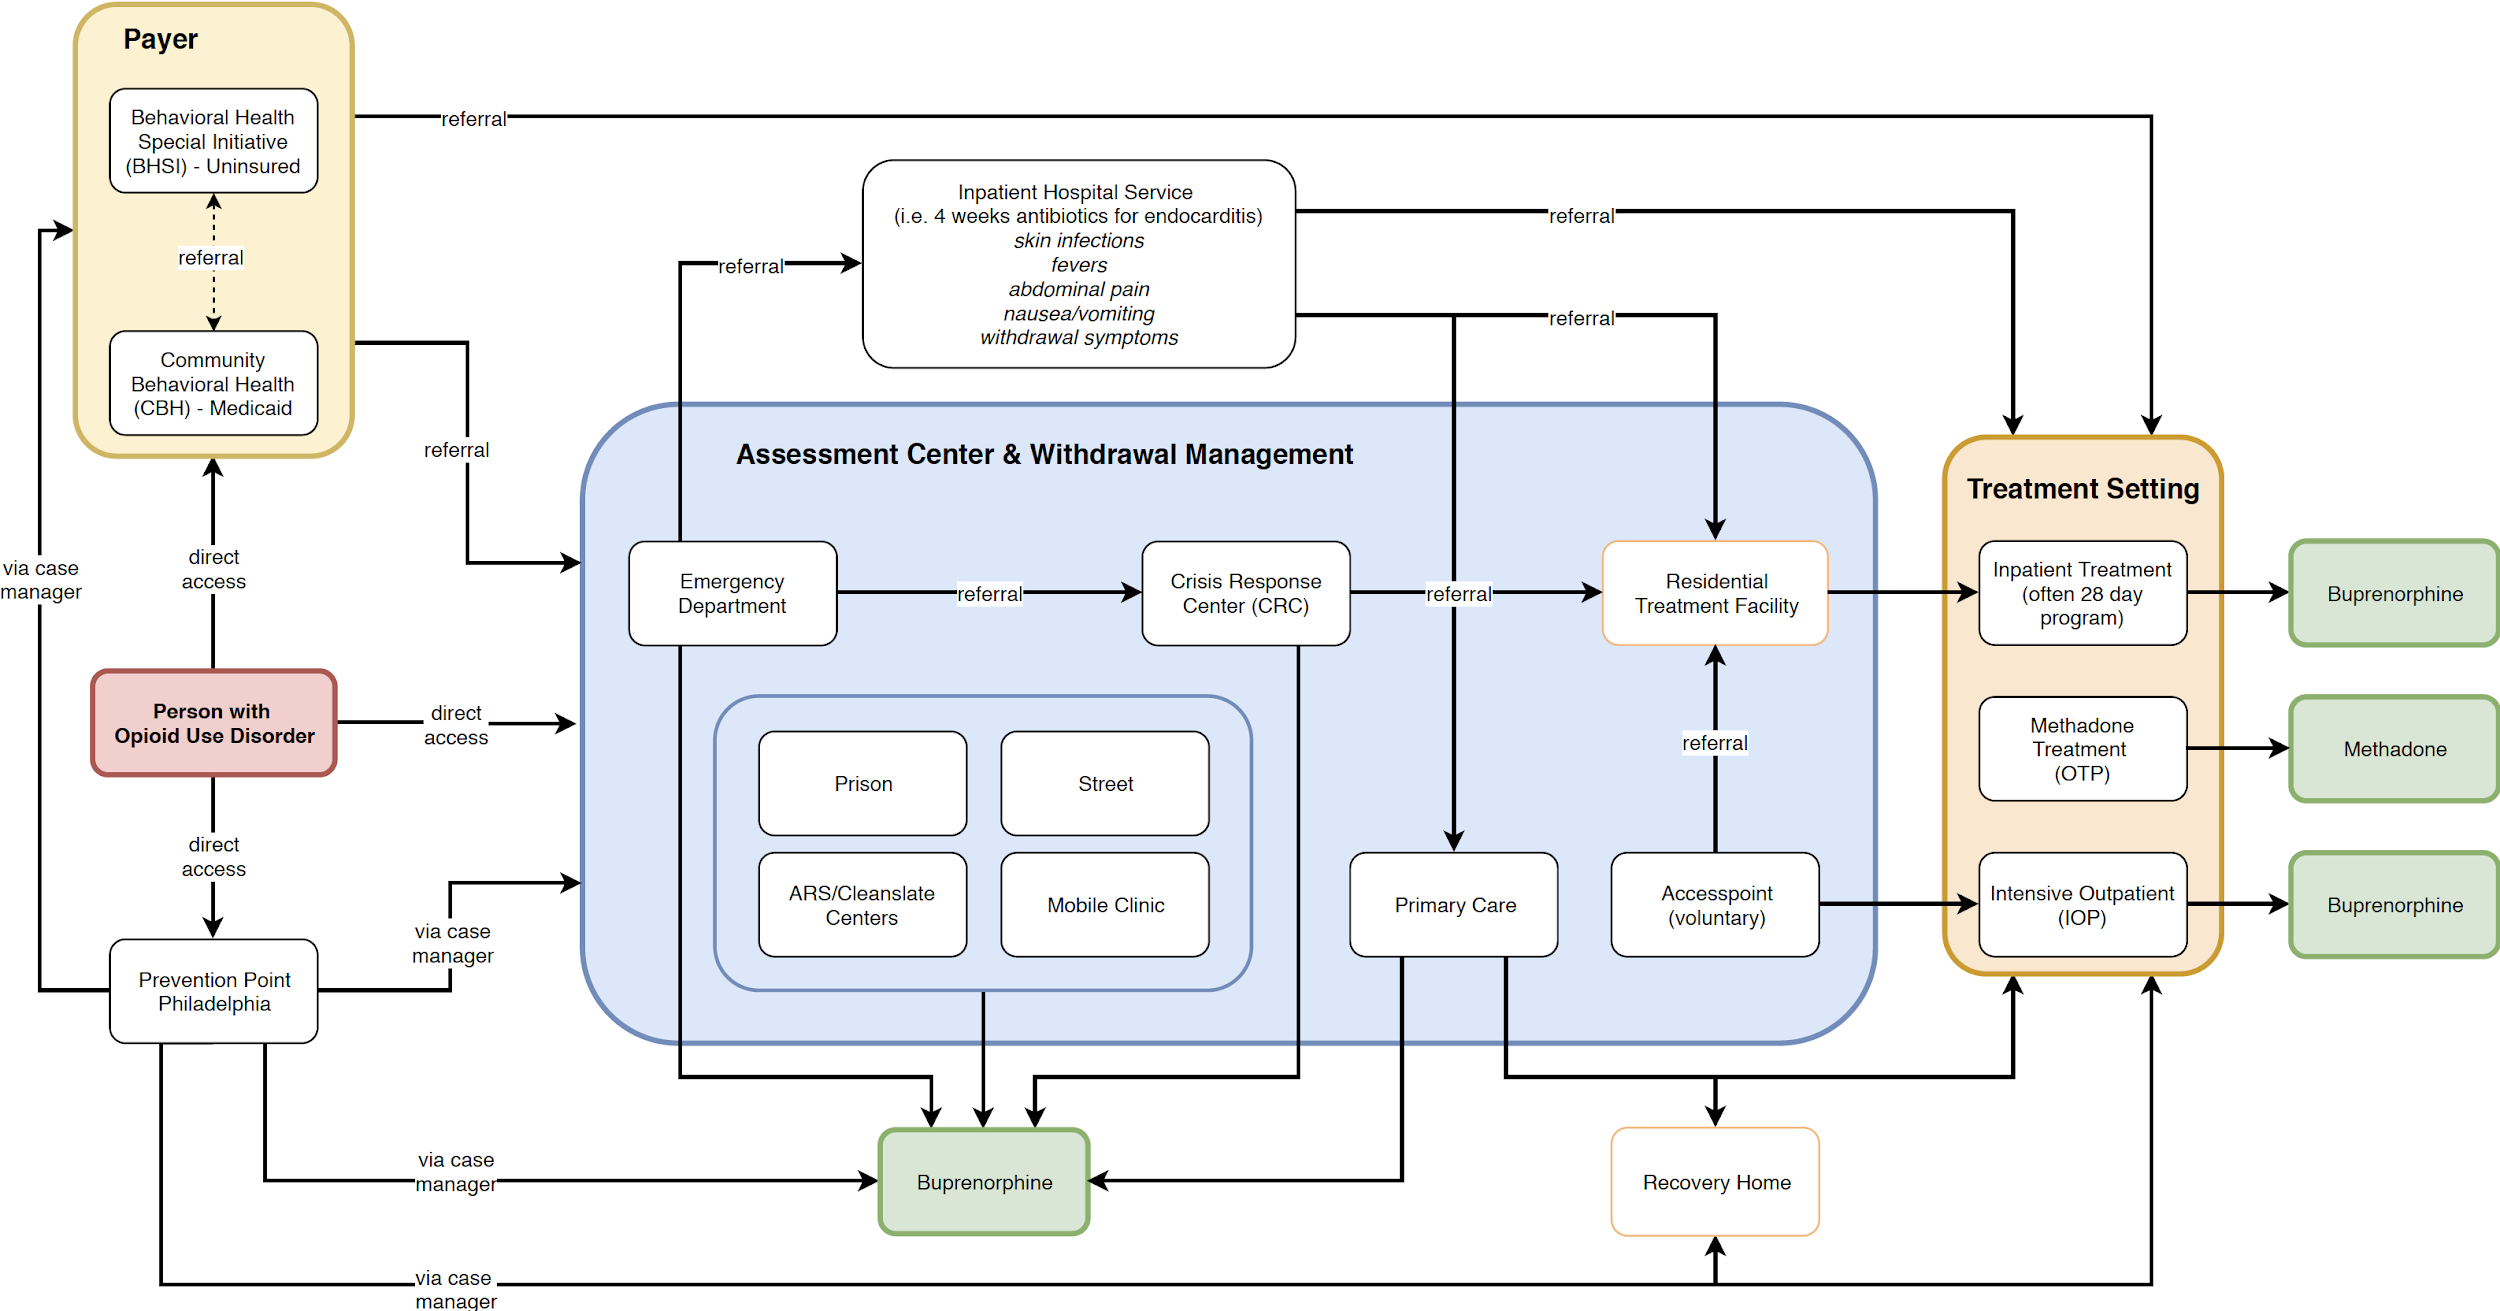 Payer
Behavioral Health
Special Initiative
(BHSI) - Uninsured
referral
Community
Behavioral Health
(CBH) - Medicaid
referral
referral
Inpatient Hospital Service
(i.e. 4 weeks antibiotics for endocarditis)
skin infections
fevers
abdominal pain
nausea/vomiting
withdrawal symptoms
referral
referral
referral
via case
manager
direct
access
Person with
Opioid Use Disorder
direct
access
direct
access
Prevention Point
Philadelphia
via case
manager
via case
manager
via case
manager
Assessment Center & Withdrawal Management
Emergency
Department
referral
Crisis Response
Center (CRC)
referral
Residential
Treatment Facility
referral
Prison
Street
ARS/Cleanslate
Centers
Mobile Clinic
Primary Care
Accesspoint
(voluntary)
Treatment Setting
Inpatient Treatment
(often 28 day
program)
Methadone
Treatment
(OTP)
Intensive Outpatient
(IOP)
Buprenorphine
Methadone
Buprenorphine
Buprenorphine
Recovery Home